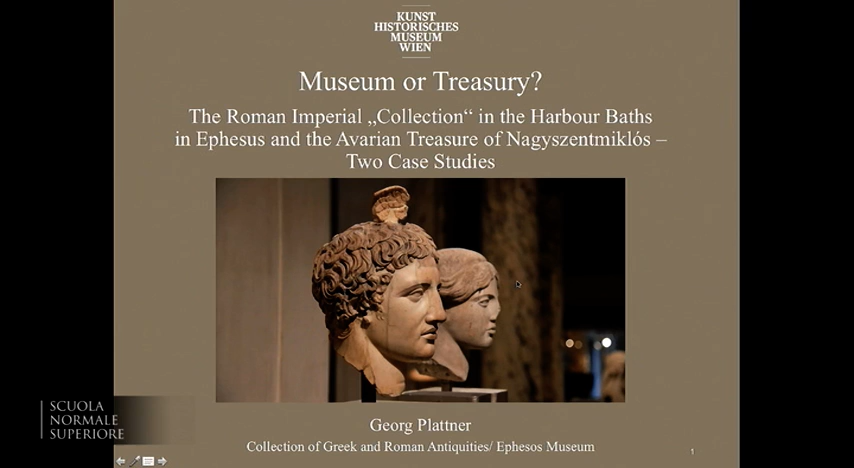 KUNST
HISTORISCHES
MUSEUM
WIEN
Museum or Treasury?
The Roman Imperial „Collection“ in the Harbour Baths
in Ephesus and the Avarian Treasure of Nagyszentmiklós –
Two Case Studies
SCUOLA
NORMALE
SUPERIORE
Georg Plattner
Collection of Greek and Roman Antiquities/ Ephesos Museum
1